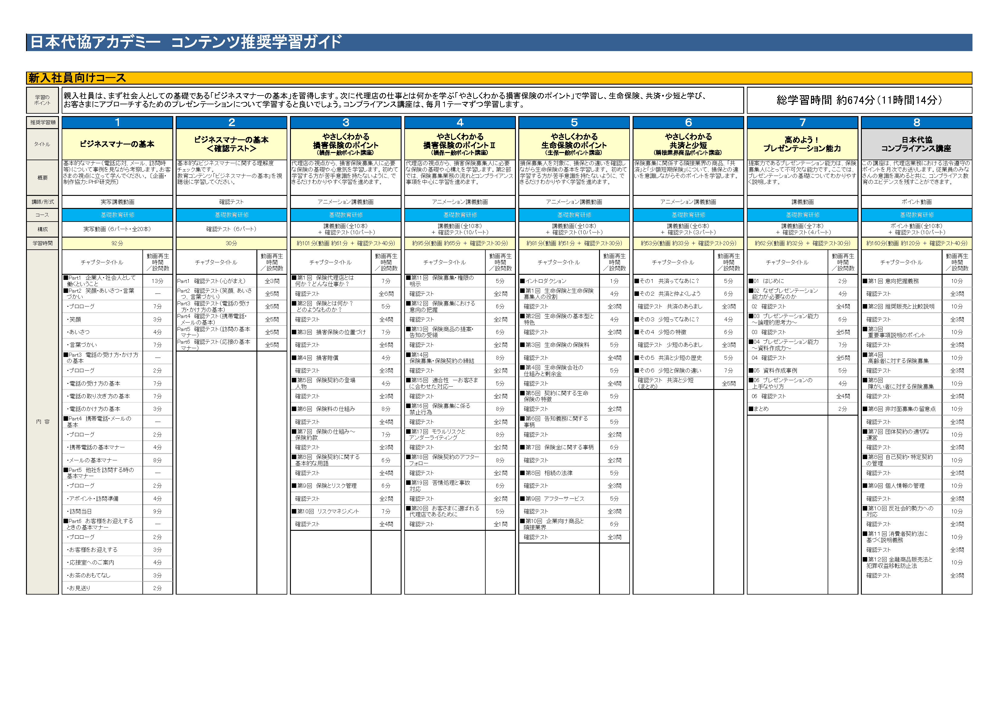 日本代協アカデミー　コンテンツ推奨学習ガイド
新入社員向けコース
学習の
ポイント
親入社員は、まず社会人としての基礎である「ビジネスマナーの基本」を習得します。次に代理店の仕事とは何かを学ぶ「やさしくわかる損害保険のポイント」で学習し、生命保険、共済・少短と学び、
お客さまにアプローチするためのプレゼンテーションについて学習すると良いでしょう。コンプライアンス講座は、毎月１テーマずつ学習します。
総学習時間 約674分（11時間14分）
推奨学習順
1
2
3
4
5
6
7
8
タイトル
ビジネスマナーの基本
ビジネスマナーの基本
＜確認テスト＞
やさしくわかる
損害保険のポイント
（損保一般ポイント講座）
やさしくわかる
損害保険のポイントⅡ
（損保一般ポイント講座）
やさしくわかる
生命保険のポイント
（生保一般ポイント講座）
やさしくわかる
共済と少短
（隣接業界商品ポイント講座）
高めよう！
プレゼンテーション能力
日本代協
コンプライアンス講座
概要
基本的なマナー（電話応対、メール、訪問時
等）について事例を見ながら考察します。お客
さまの視点に立って学んでください。〔企画・
制作協力：PHP研究所〕
基本的なビジネスマナーに関する理解度
チェック集です。
教育コンテンツ「ビジネスマナーの基本」を視
聴後に学習してください。
代理店の視点から、損害保険募集人に必要
な保険の基礎や心意気を学習します。初めて
学習する方が苦手意識を持たないように、で
きるだけわかりやすく学習を進めます。
代理店の視点から、損害保険募集人に必要
な保険の基礎や心構えを学習します。第2部
では、保険募集業務の流れとコンプライアンス
事項を中心に学習を進めます。
損保募集人を対象に、損保との違いを確認し
ながら生命保険の基本を学習します。初めて
学習する方が苦手意識を持たないように、で
きるだけわかりやすく学習を進めます。
保険募集に関係する隣接業界の商品、「共
済」と「少額短期保険」について、損保との違
いを意識しながらそのポイントを学習します。
提案力であるプレゼンテーション能力は、保険
募集人にとって不可欠な能力です。ここでは、
プレゼンテーションの基礎についてわかりやす
く説明します。
この講座は、代理店業務における法令遵守の
ポイントを月次でお送りします。従業員のみな
さんの意識を高めると共に、コンプライアス教
育のエビデンスを残すことができます。
講師/形式
実写講義動画
確認テスト
アニメーション講義動画
アニメーション講義動画
アニメーション講義動画
アニメーション講義動画
講義動画
ポイント動画
コース
基礎教育研修
基礎教育研修
基礎教育研修
基礎教育研修
基礎教育研修
基礎教育研修
基礎教育研修
基礎教育研修
構成
実写動画（6パート・全20本）
確認テスト（6パート）
講義動画（全10本）
＋ 確認テスト（10パート）
講義動画（全10本）
＋ 確認テスト（10パート）
講義動画（全10本）
＋ 確認テスト（10パート）
講義動画（全6本）
＋ 確認テスト（3パート）
講義動画（全7本）
＋ 確認テスト（4パート）
ポイント動画（全10本）
＋ 確認テスト（10パート）
学習時間
92分
30分
約101分（動画 約61分 ＋ 確認テスト40分）
約95分（動画 約65分 ＋ 確認テスト30分）
約81分（動画 約51分 ＋ 確認テスト30分）
約53分（動画 約33分 ＋ 確認テスト20分）
約62分（動画 約32分 ＋ 確認テスト30分）
約160分（動画 約120分 ＋ 確認テスト40分）
内 容
チャプタータイトル
動画再生
時間
／設問数
■Part1 企業人・社会人として
働くということ
13分
■Part2 笑顔・あいさつ・言葉
づかい
―
・プロローグ
7分
・笑顔
3分
・あいさつ
4分
・言葉づかい
7分
■Part3 電話の受け方・かけ方
の基本
―
・プロローグ
2分
・電話の受け方の基本
7分
・電話の取り次ぎ方の基本
7分
・電話のかけ方の基本
3分
■Part4 携帯電話・メールの
基本
―
・プロローグ
2分
・携帯電話の基本マナー
4分
・メールの基本マナー
8分
■Part5 他社を訪問する時の
基本マナー
―
・プロローグ
2分
・アポイント・訪問準備
4分
・訪問当日
9分
■Part6 お客様をお迎えする
ときの基本マナー
―
・プロローグ
2分
・お客様をお迎えする
3分
・応接室へのご案内
4分
・お茶のおもてなし
3分
・お見送り
2分
チャプタータイトル
動画再生
時間
／設問数
Part1 確認テスト（心がまえ）
全3問
Part2 確認テスト（笑顔、あいさ
つ、言葉づかい）
全5問
Part3 確認テスト（電話の受け
方・かけ方の基本）
全5問
Part4 確認テスト（携帯電話・
メールの基本）
全5問
Part5 確認テスト（訪問の基本
マナー）
全5問
Part6 確認テスト（応接の基本
マナー）
全5問
チャプタータイトル
動画再生
時間
／設問数
■第1回 保険代理店とは
何か？どんな仕事か？
7分
確認テスト
全6問
■第2回 保険とは何か？
どのようなものか？
5分
確認テスト
全4問
■第3回 損害保険の位置づけ
7分
確認テスト
全6問
■第4回 損害賠償
4分
確認テスト
全3問
■第5回 保険契約の登場
人物
4分
確認テスト
全3問
■第6回 保険料の仕組み
8分
確認テスト
全4問
■第7回 保険の仕組み～
保険約款
7分
確認テスト
全3問
■第8回 保険契約に関する
基本的な用語
6分
確認テスト
全4問
■第9回 保険とリスク管理
6分
確認テスト
全2問
■第10回 リスクマネジメント
7分
確認テスト
全4問
チャプタータイトル
動画再生
時間
／設問数
■第11回 保険募集・権限の
明示
5分
確認テスト
全2問
■第12回 保険募集における
意向の把握
6分
確認テスト
全2問
■第13回 保険商品の提案・
告知の受領
6分
確認テスト
全2問
■第14回
保険募集・保険契約の締結
8分
確認テスト
全2問
■第15回 適合性 ーお客さま
に合わせた対応ー
5分
確認テスト
全2問
■第16回 保険募集に係る
禁止行為
8分
確認テスト
全2問
■第17回 モラルリスクと
アンダーライティング
8分
確認テスト
全2問
■第18回 保険契約のアフター
フォロー
8分
確認テスト
全2問
■第19回 苦情処理と事故
対応
6分
確認テスト
全2問
■第20回 お客さまに選ばれる
代理店であるために
5分
確認テスト
全1問
チャプタータイトル
動画再生
時間
／設問数
■イントロダクション
1分
■第1回 生命保険と生命保険
募集人の役割
4分
確認テスト
全3問
■第2回 生命保険の基本型と
特色
4分
確認テスト
全3問
■第3回 生命保険の保険料
5分
確認テスト
全4問
■第4回 生命保険会社の
仕組みと剰余金
5分
確認テスト
全4問
■第5回 契約に関する生命
保険の特徴
5分
確認テスト
全2問
■第6回 告知義務に関する
事柄
5分
確認テスト
全2問
■第7回 保険金に関する事柄
6分
確認テスト
全2問
■第8回 相続の法律
5分
確認テスト
全3問
■第9回 アフターサービス
5分
確認テスト
全3問
■第10回 企業向け商品と
隣接業界
6分
確認テスト
全3問
チャプタータイトル
動画再生
時間
／設問数
■その1 共済ってなあに？
5分
■その2 共済と仲よくしよう
6分
確認テスト 共済のあらまし
全3問
■その3 少短ってなあに？
4分
■その4 少短の特徴
6分
確認テスト 少短のあらまし
全3問
■その5 共済と少短の歴史
5分
■その6 少短と保険の違い
7分
確認テスト 共済と少短
（まとめ）
全5問
チャプタータイトル
動画再生
時間
／設問数
■01 はじめに
2分
■02 なぜプレゼンテーション
能力が必要なのか
4分
02 確認テスト
全4問
■03 プレゼンテーション能力
～論理的思考力～
6分
03 確認テスト
全5問
■04 プレゼンテーション能力
～資料作成力～
7分
04 確認テスト
全5問
■05 資料作成事例
5分
■06 プレゼンテーションの
上手なやり方
4分
06 確認テスト
全4問
■まとめ
2分
チャプタータイトル
動画再生
時間
／設問数
■第1回 意向把握義務
10分
確認テスト
全3問
■第2回 推奨販売と比較説明
10分
確認テスト
全3問
■第3回
重要事項説明のポイント
10分
確認テスト
全3問
■第4回
高齢者に対する保険募集
10分
確認テスト
全3問
■第5回
障がい者に対する保険募集
10分
確認テスト
全3問
■第6回 非対面募集の留意点
10分
確認テスト
全3問
■第7回 団体契約の適切な
運営
10分
確認テスト
全3問
■第8回 自己契約・特定契約
の管理
10分
確認テスト
全3問
■第9回 個人情報の管理
10分
確認テスト
全3問
■第10回 反社会的勢力への
対応
10分
確認テスト
全3問
■第11回 消費者契約法に
基づく説明義務
10分
確認テスト
全3問
■第12回 金融商品販売法と
犯罪収益移転防止法
10分
確認テスト
全3問